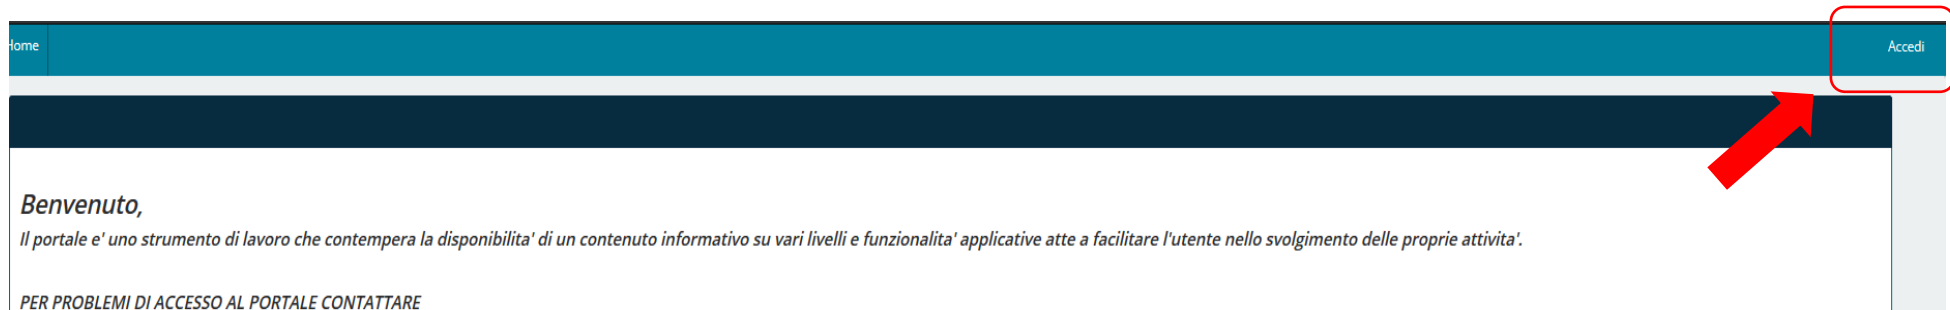 Home
Accedi
Benvenuto,
Il portale e' uno strumento di lavoro che contempera la disponibilita' di un contenuto informativo su vari livelli e funzionalita' applicative atte a facilitare l'utente nello svolgimento delle proprie attivita'.
PER PROBLEMI DI ACCESSO AL PORTALE CONTATTARE